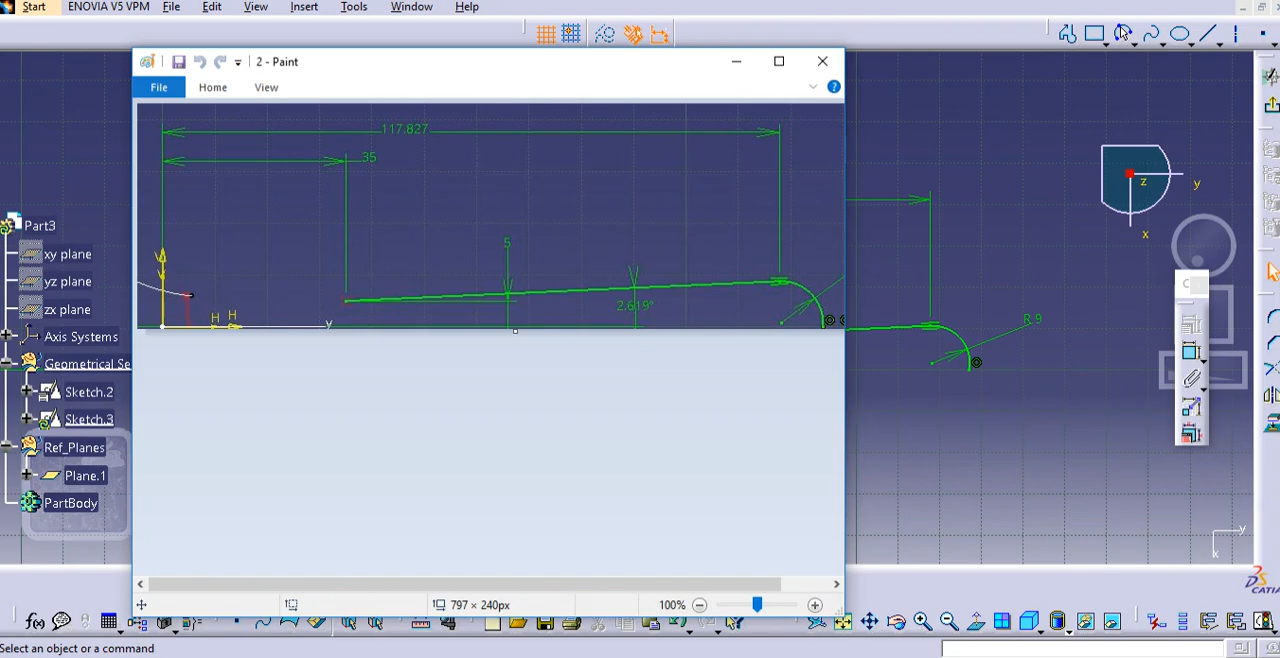 Start ENOVIA V5 VPM File Edit View Insert Tools Window Help
2 - Paint
File Home View
117.827
35
5
2.619°
H H
y
R 9
z
y
x
Part3
xy plane
yz plane
zx plane
Axis Systems
Geometrical Se
Sketch.2
Sketch.3
Ref_Planes
Plane.1
PartBody
C
y
x
797 × 240px
100%
DS
CATIA
f(x)
Select an object or a command